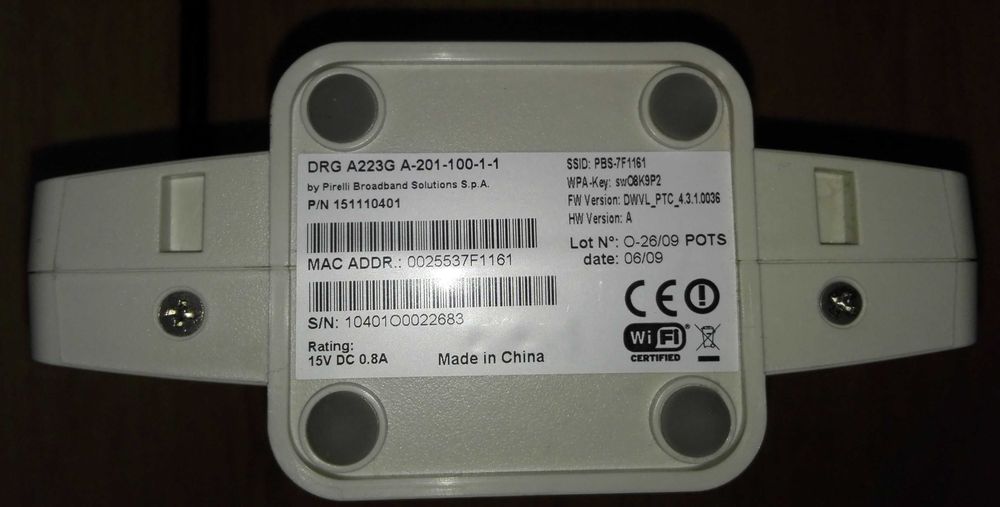 DRG A223G A-201-100-1-1
by Pirelli Broadband Solutions S.p.A.
P/N 151110401
MAC ADDR.: 0025537F1161
S/N: 10401O0022683
Rating:
15V DC 0.8A
Made in China
SSID: PBS-7F1161
WPA-Key: swO8K9P2
FW Version: DWVL_PTC_4.3.1.0036
HW Version: A
Lot N°: O-26/09 POTS
date: 06/09
CE
Wi Fi®
CERTIFIED